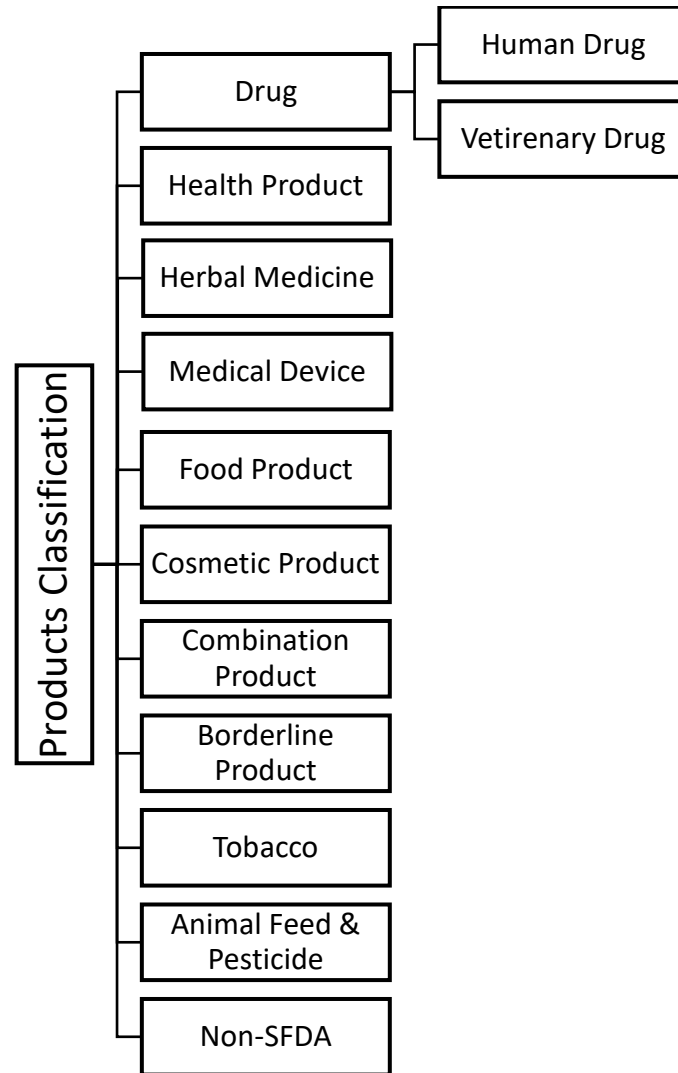 Human Drug
Drug
Vetirenary Drug
Health Product
Herbal Medicine
Medical Device
Products Classification
Food Product
Cosmetic Product
Combination
Product
Borderline
Product
Tobacco
Animal Feed &
Pesticide
Non-SFDA